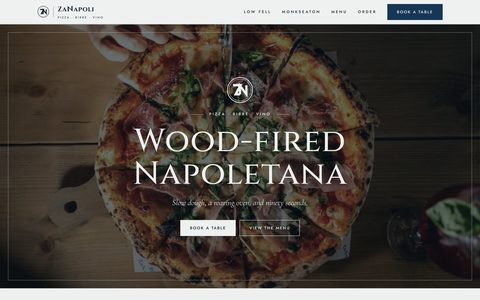 ZN
ZaNapoli
PIZZA · BIRRE · VINO
LOW FELL
MONKSEATON
MENU
ORDER
BOOK A TABLE
ZN
PIZZA · BIRRE · VINO
Wood-fired
Napoletana
Slow dough, a roaring oven, and ninety seconds.
BOOK A TABLE
VIEW THE MENU